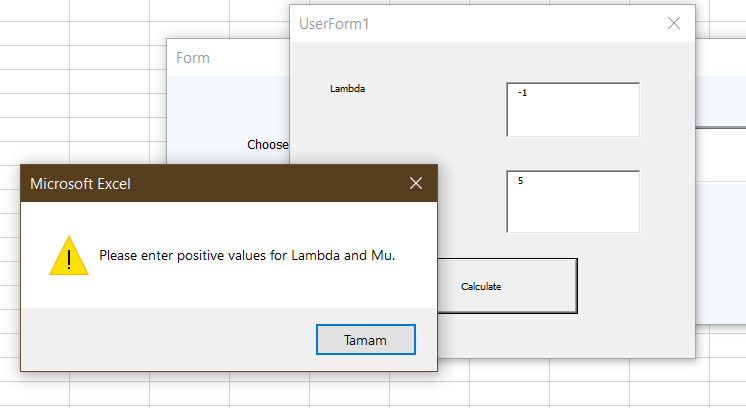 UserForm1
Form
Lambda
-1
Choose
Microsoft Excel
5
Please enter positive values for Lambda and Mu.
Calculate
Tamam